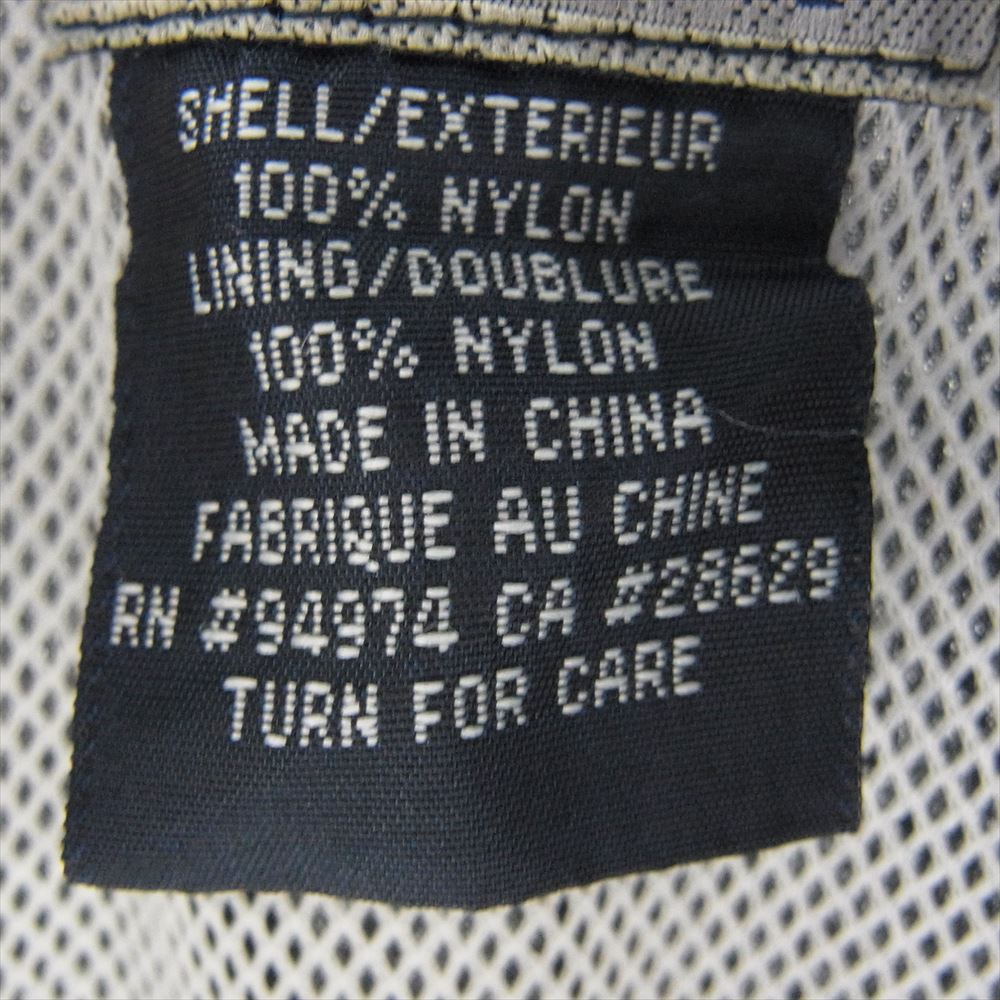 SHELL/EXTERIEUR
100% NYLON
LINING/DOUBLURE
100% NYLON
MADE IN CHINA
FABRIQUE AU CHINE
RN #94974 CA #28629
TURN FOR CARE